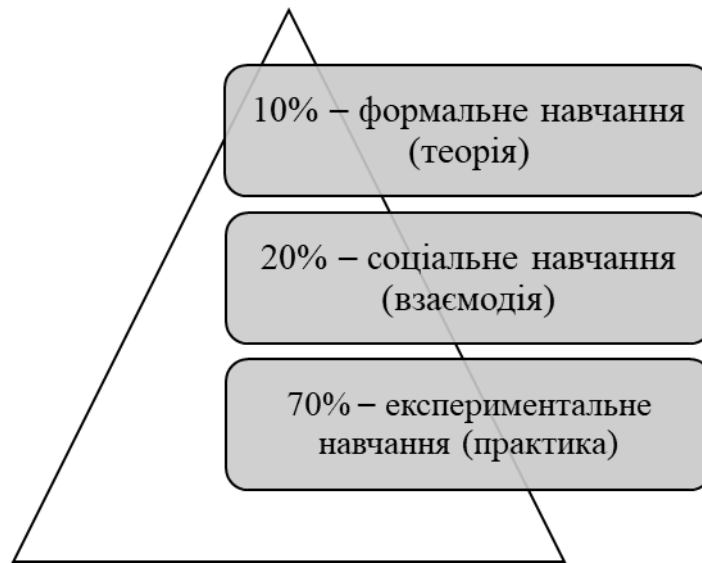 10% – формальне навчання
(теорія)
20% – соціальне навчання
(взаємодія)
70% – експериментальне
навчання (практика)